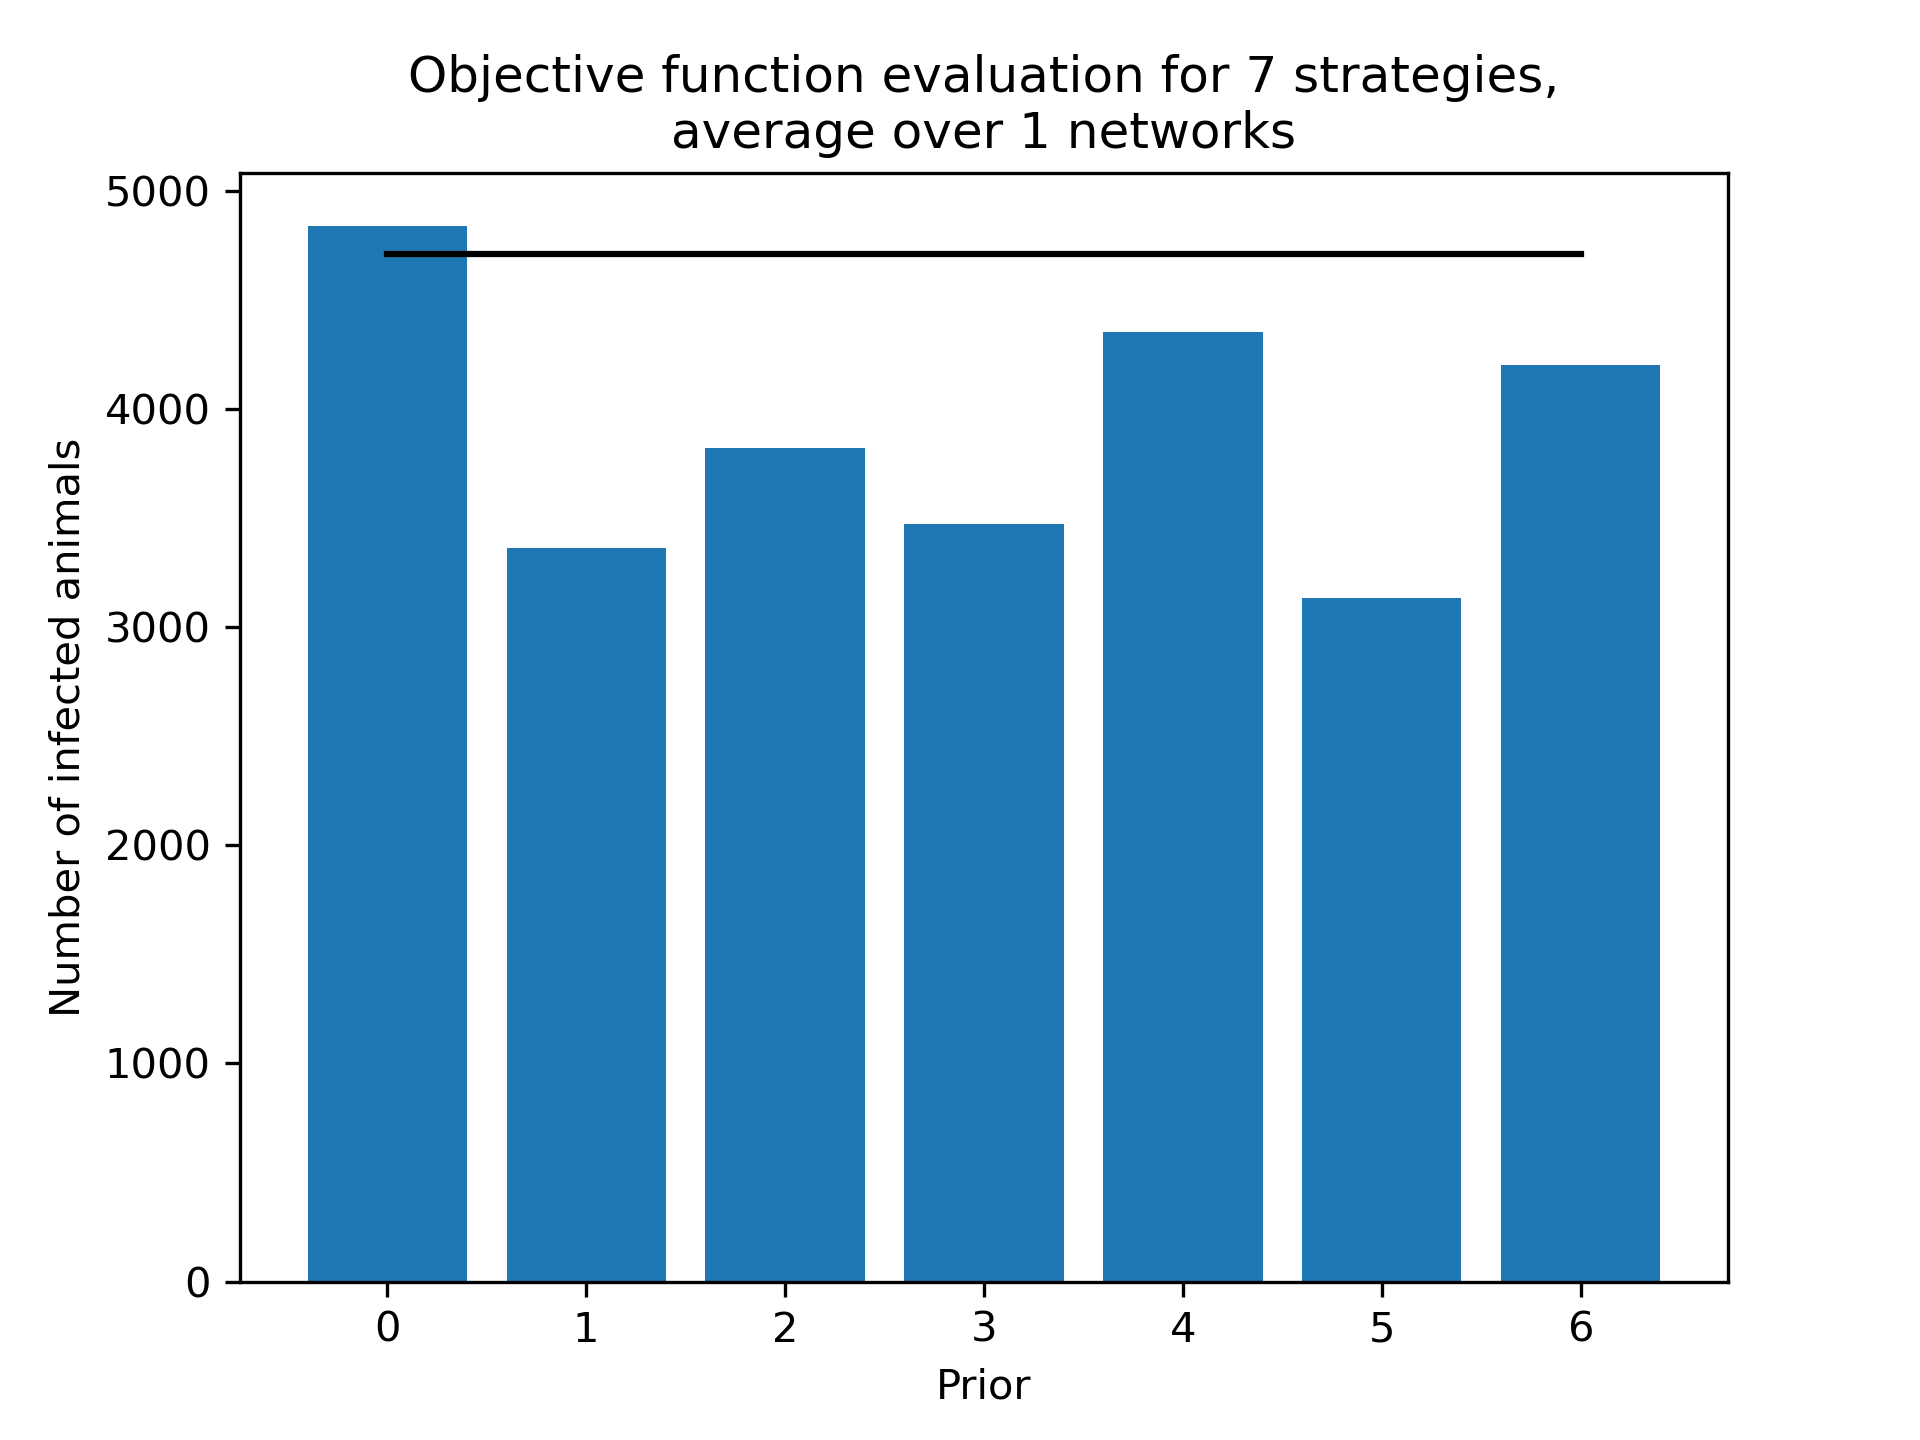 Objective function evaluation for 7 strategies,
average over 1 networks
5000
4000
3000
2000
1000
0
Number of infected animals
0 1 2 3 4 5 6
Prior